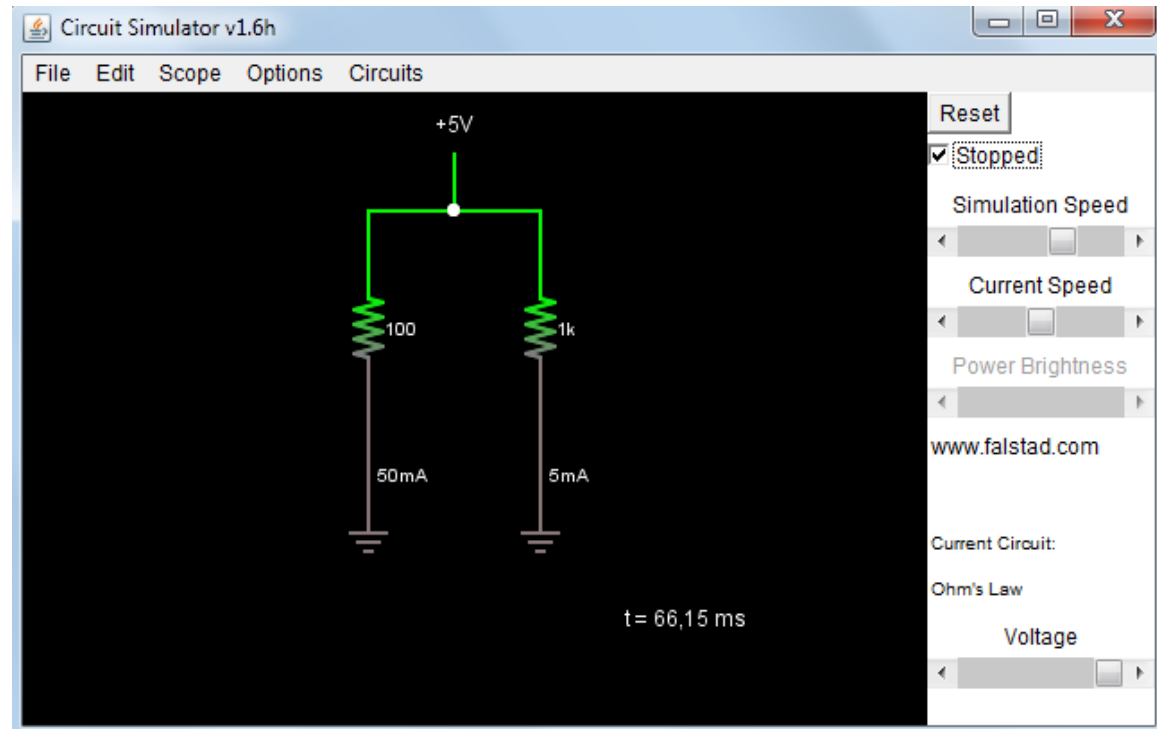 Circuit Simulator v1.6h
File Edit Scope Options Circuits
+5V
100
1k
50mA
5mA
t = 66,15 ms
Reset
Stopped
Simulation Speed
Current Speed
Power Brightness
www.falstad.com
Current Circuit:
Ohm's Law
Voltage